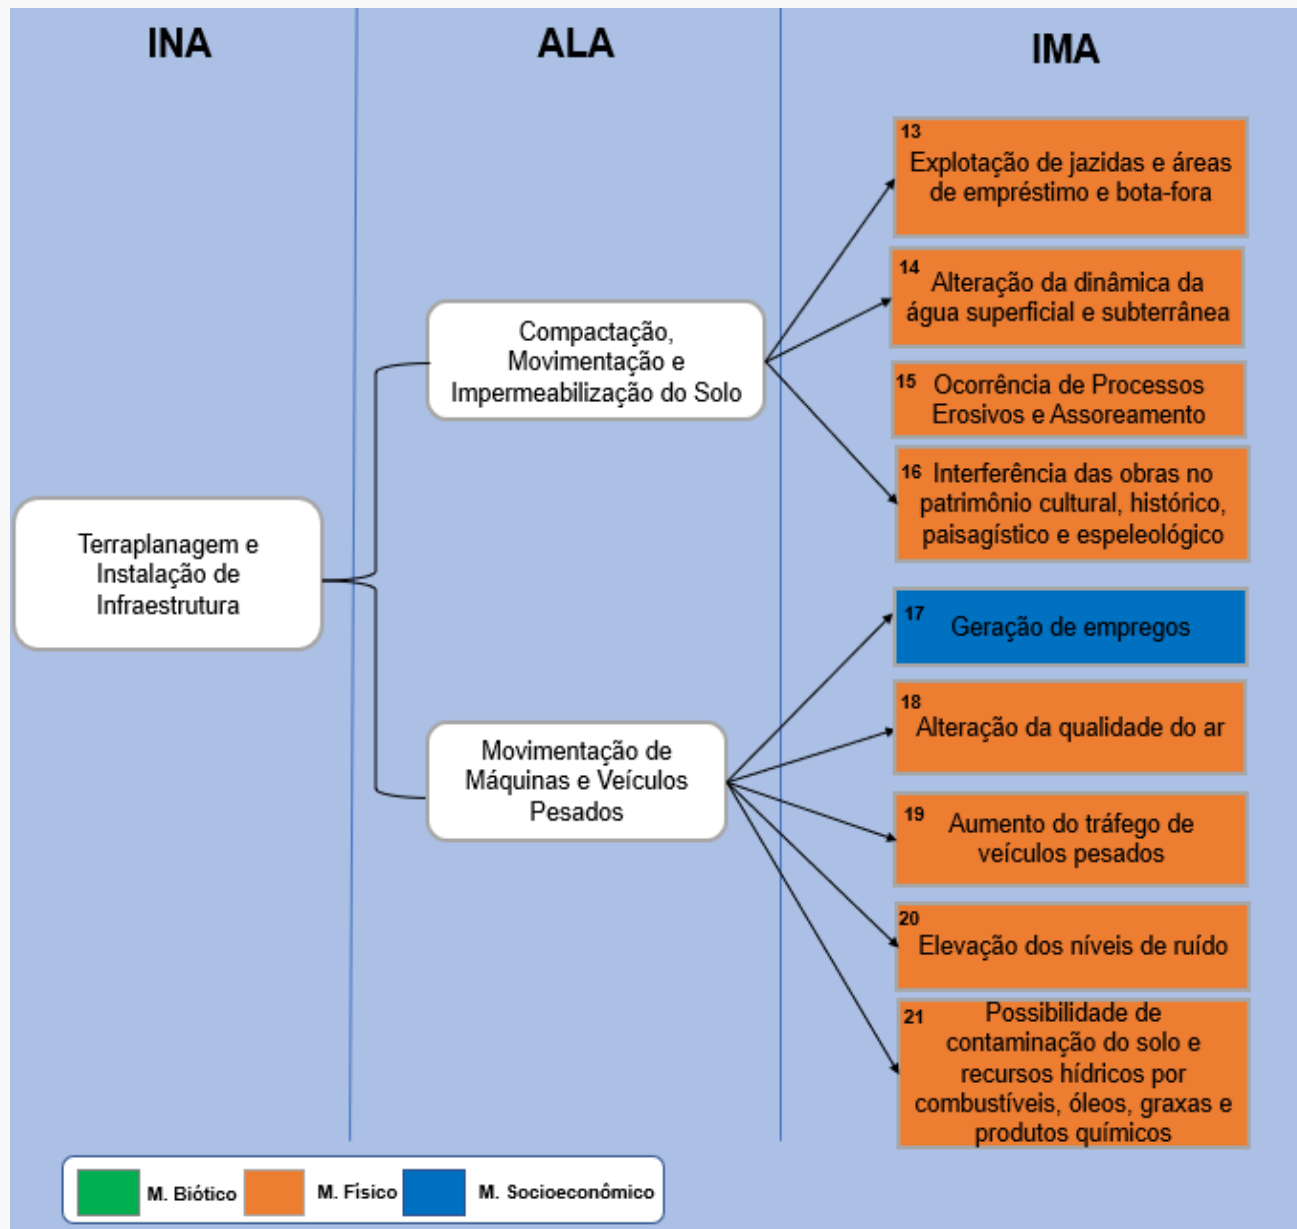 INA
ALA
IMA
Terraplanagem e
Instalação de
Infraestrutura
Compactação,
Movimentação e
Impermeabilização do Solo
Movimentação de
Máquinas e Veículos
Pesados
13
Explotação de jazidas e áreas
de empréstimo e bota-fora
14
Alteração da dinâmica da
água superficial e subterrânea
15
Ocorrência de Processos
Erosivos e Assoreamento
16
Interferência das obras no
patrimônio cultural, histórico,
paisagístico e espeleológico
17
Geração de empregos
18
Alteração da qualidade do ar
19
Aumento do tráfego de
veículos pesados
20
Elevação dos níveis de ruído
21
Possibilidade de
contaminação do solo e
recursos hídricos por
combustíveis, óleos, graxas e
produtos químicos
M. Biótico
M. Físico
M. Socioeconômico